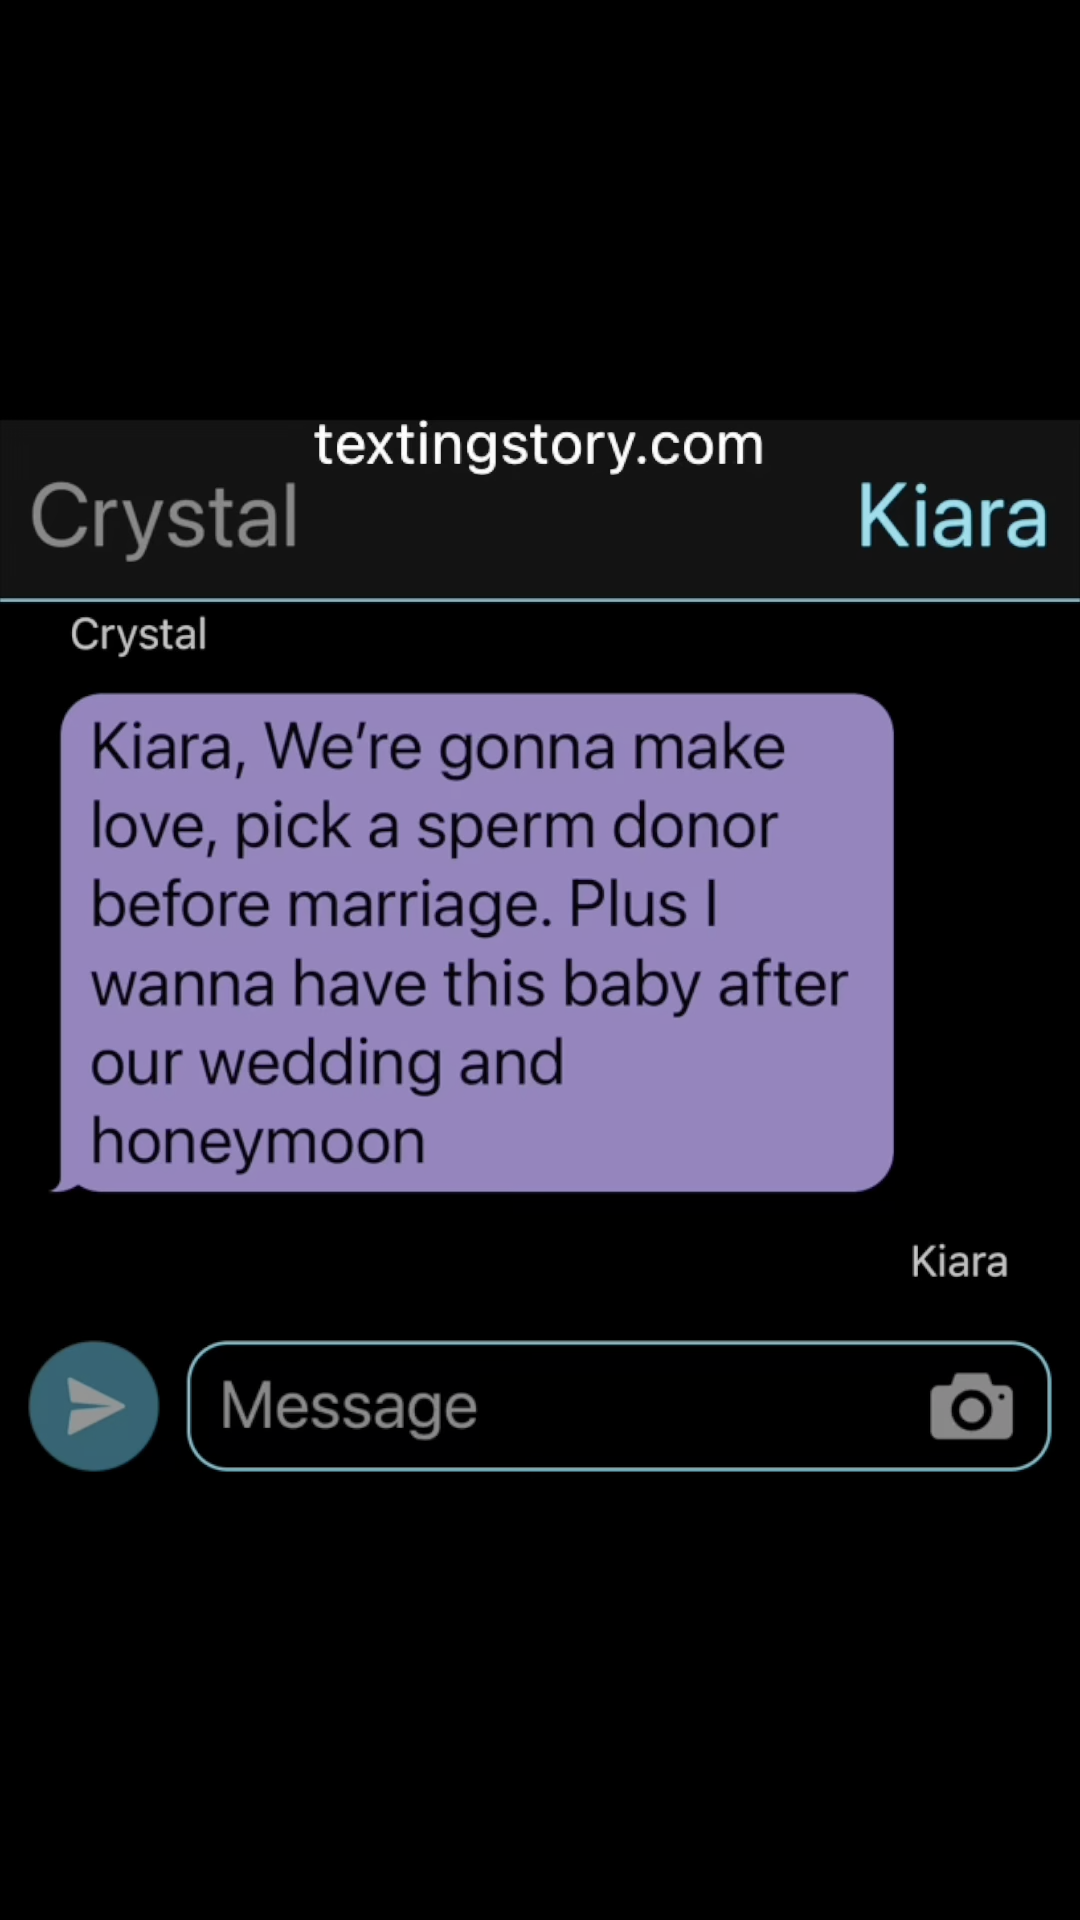 textingstory.com
Crystal Kiara
Crystal
Kiara, We’re gonna make
love, pick a sperm donor
before marriage. Plus I
wanna have this baby after
our wedding and
honeymoon
Kiara
Message